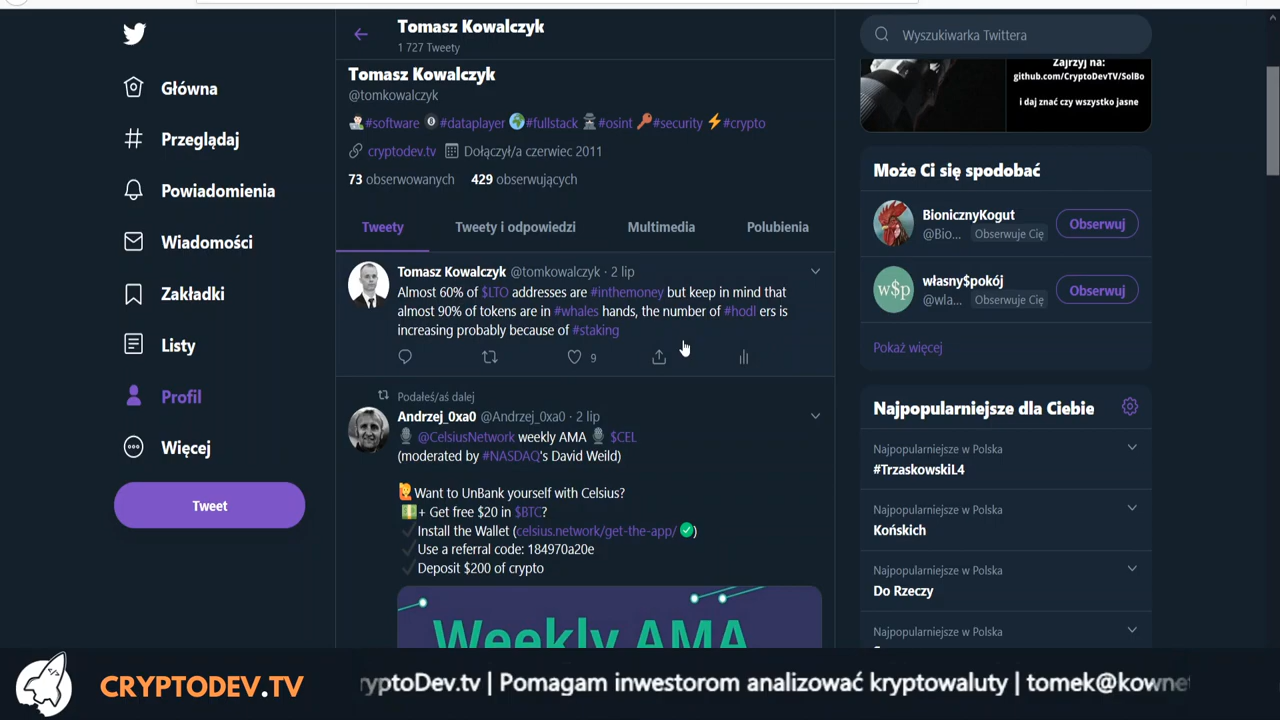 Tomasz Kowalczyk
1 727 Tweety
Wyszukiwarka Twittera
Główna
Przeglądaj
Powiadomienia
Wiadomości
Zakładki
Listy
Profil
Więcej
Tweet
Tomasz Kowalczyk
@tomkowalczyk
#software #dataplayer #fullstack #osint #security #crypto
cryptodev.tv Dołączył/a czerwiec 2011
73 obserwowanych 429 obserwujących
Tweety Tweety i odpowiedzi Multimedia Polubienia
Tomasz Kowalczyk @tomkowalczyk · 2 lip
Almost 60% of $LTO addresses are #inthemoney but keep in mind that
almost 90% of tokens are in #whales hands, the number of #hodl ers is
increasing probably because of #staking
9
Podałeś/aś dalej
Andrzej_0xa0 @Andrzej_0xa0 · 2 lip
@CelsiusNetwork weekly AMA $CEL
(moderated by #NASDAQ's David Weild)
Want to UnBank yourself with Celsius?
+ Get free $20 in $BTC?
Install the Wallet (celsius.network/get-the-app/ )
Use a referral code: 184970a20e
Deposit $200 of crypto
Weekly AMA
Zajrzyj na:
github.com/CryptoDevTV/SolBo
i daj znać czy wszystko jasne
Może Ci się spodobać
BionicznyKogut
@Bio... Obserwuje Cię
Obserwuj
w$p
własny$pokój
@wla... Obserwuje Cię
Obserwuj
Pokaż więcej
Najpopularniejsze dla Ciebie
Najpopularniejsze w Polska
#TrzaskowskiL4
Najpopularniejsze w Polska
Końskich
Najpopularniejsze w Polska
Do Rzeczy
Najpopularniejsze w Polska
CRYPTODEV.TV
ryptoDev.tv | Pomagam inwestorom analizować kryptowaluty | tomek@kowne